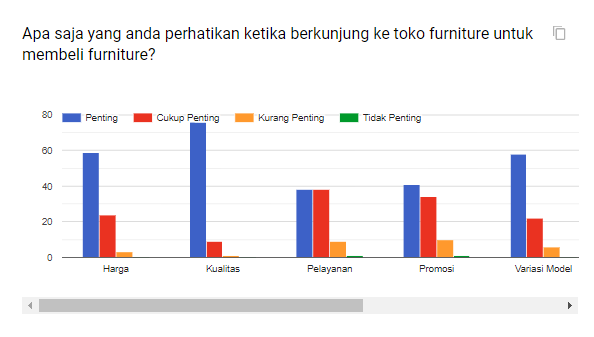 Apa saja yang anda perhatikan ketika berkunjung ke toko furniture untuk
membeli furniture?
80
Penting
Cukup Penting
Kurang Penting
Tidak Penting
60
40
20
0
Harga
Kualitas
Pelayanan
Promosi
Variasi Model